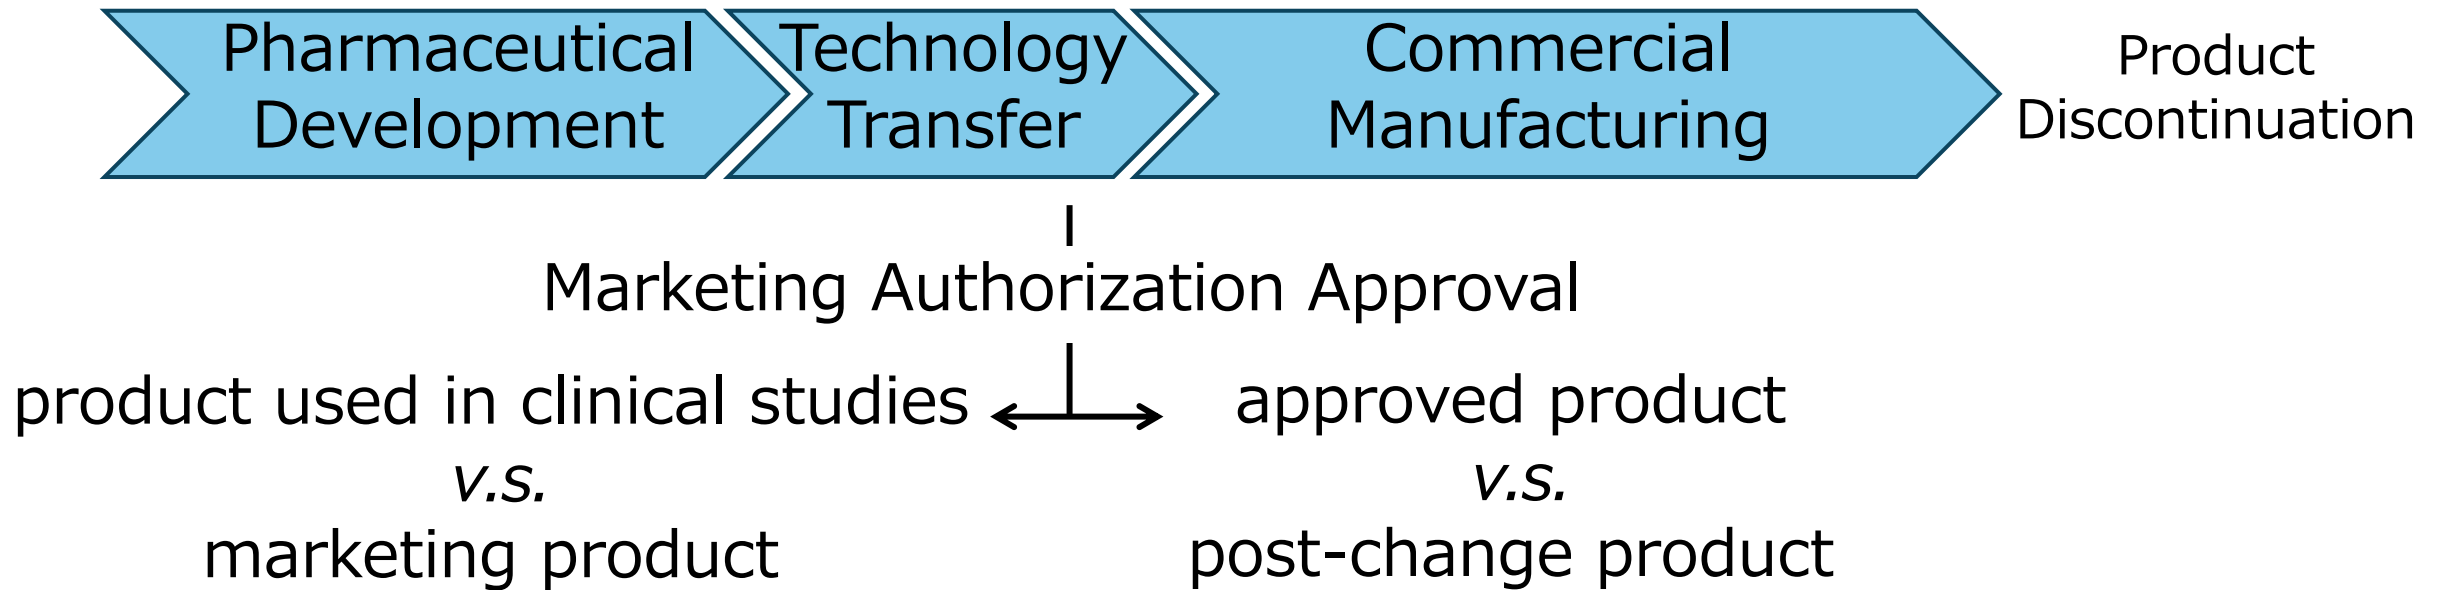 Pharmaceutical
Development
Technology
Transfer
Commercial
Manufacturing
Product
Discontinuation
Marketing Authorization Approval
product used in clinical studies
v.s.
marketing product
approved product
v.s.
post-change product